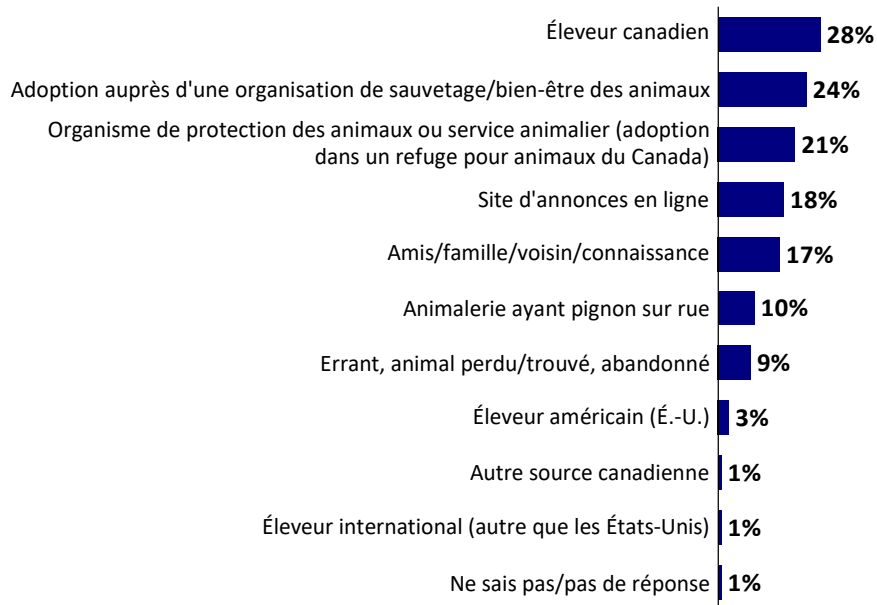 Éleveur canadien 28%
Adoption auprès d'une organisation de sauvetage/bien-être des animaux 24%
Organisme de protection des animaux ou service animalier (adoption
dans un refuge pour animaux du Canada) 21%
Site d'annonces en ligne 18%
Amis/famille/voisin/connaissance 17%
Animalerie ayant pignon sur rue 10%
Errant, animal perdu/trouvé, abandonné 9%
Éleveur américain (É.-U.) 3%
Autre source canadienne 1%
Éleveur international (autre que les États-Unis) 1%
Ne sais pas/pas de réponse 1%